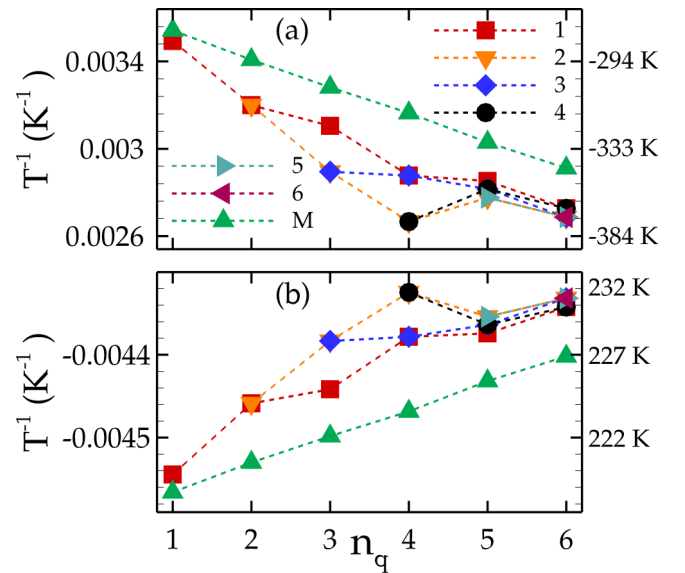 (a)
0.0034
0.003
0.0026
T⁻¹ (K⁻¹)
1
2
3
4
5
6
M
-294 K
-333 K
-384 K
(b)
-0.0044
-0.0045
T⁻¹ (K⁻¹)
232 K
227 K
222 K
1 2 3 4 5 6
n_q